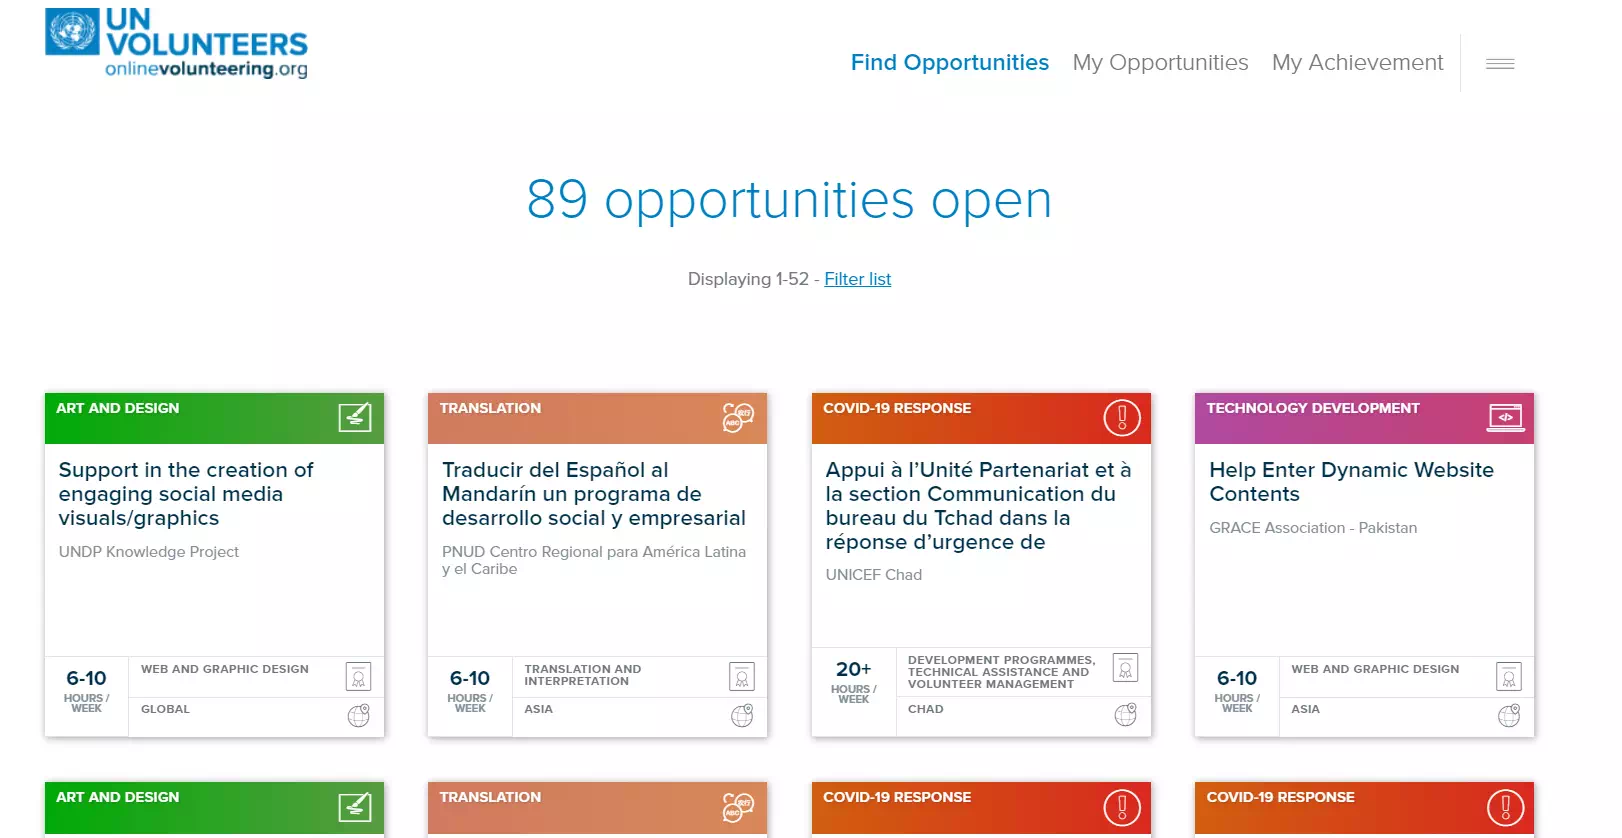 UN
VOLUNTEERS
onlinevolunteering.org
Find Opportunities
My Opportunities
My Achievement
89 opportunities open
Displaying 1-52 - Filter list
ART AND DESIGN
Support in the creation of
engaging social media
visuals/graphics
UNDP Knowledge Project
6-10
HOURS /
WEEK
WEB AND GRAPHIC DESIGN
GLOBAL
TRANSLATION
Traducir del Español al
Mandarín un programa de
desarrollo social y empresarial
PNUD Centro Regional para América Latina
y el Caribe
6-10
HOURS /
WEEK
TRANSLATION AND
INTERPRETATION
ASIA
COVID-19 RESPONSE
Appui à l’Unité Partenariat et à
la section Communication du
bureau du Tchad dans la
réponse d’urgence de
UNICEF Chad
20+
HOURS /
WEEK
DEVELOPMENT PROGRAMMES,
TECHNICAL ASSISTANCE AND
VOLUNTEER MANAGEMENT
CHAD
TECHNOLOGY DEVELOPMENT
Help Enter Dynamic Website
Contents
GRACE Association - Pakistan
6-10
HOURS /
WEEK
WEB AND GRAPHIC DESIGN
ASIA
ART AND DESIGN
TRANSLATION
COVID-19 RESPONSE
COVID-19 RESPONSE